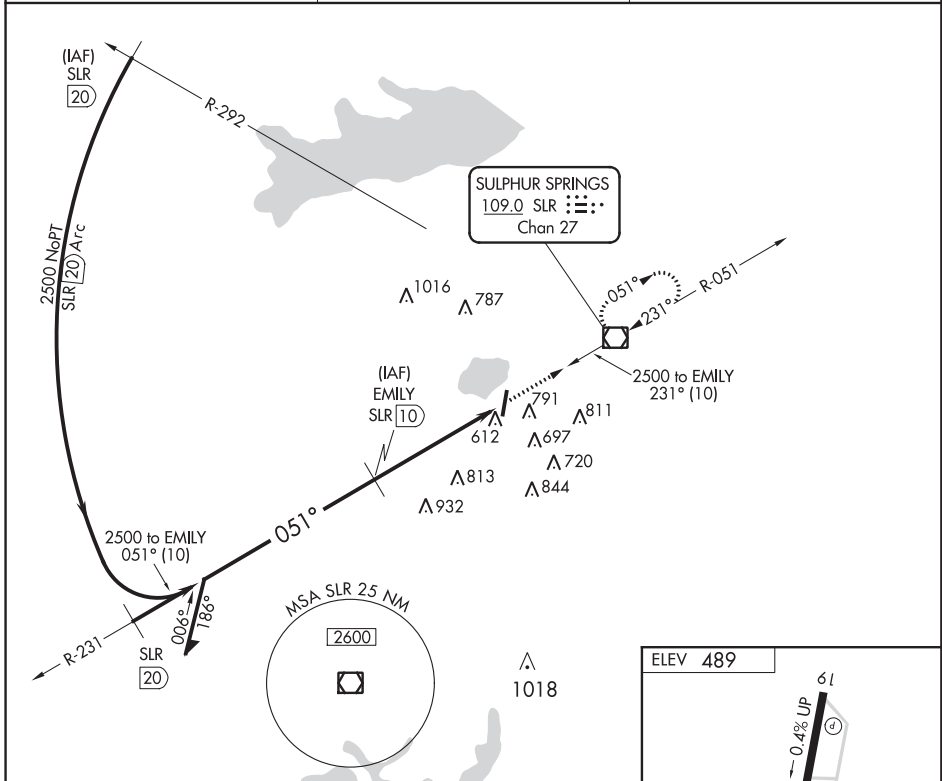 (IAF)
SLR
20
R-292
SULPHUR SPRINGS
109.0 SLR
Chan 27
2500 NoPT
SLR 20 Arc
1016
787
051°
231°
R-051
(IAF)
EMILY
SLR 10
2500 to EMILY
231° (10)
791
811
612
697
720
813
844
932
051°
2500 to EMILY
051° (10)
006°
186°
R-231
SLR
20
MSA SLR 25 NM
2600
1018
ELEV 489
19
0.4% UP
P